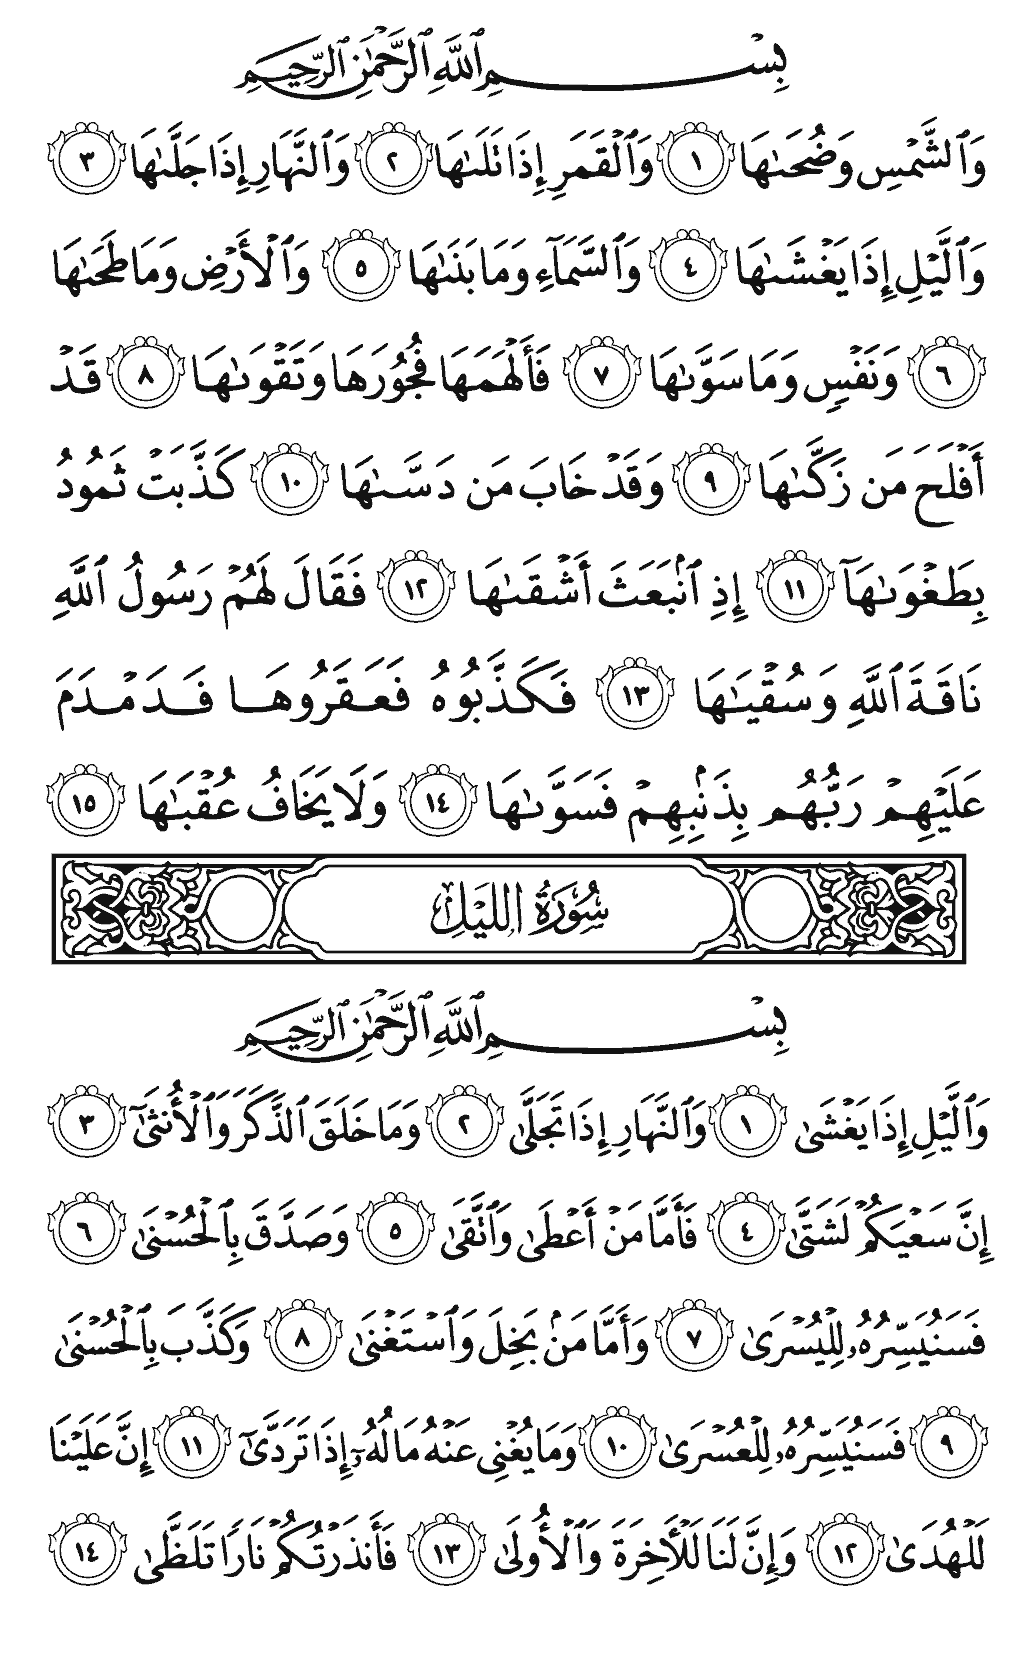 بِسْمِ ٱللَّهِ ٱلرَّحْمَٰنِ ٱلرَّحِيمِ
وَٱلشَّمْسِ وَضُحَىٰهَا ١ وَٱلْقَمَرِ إِذَا تَلَىٰهَا ٢ وَٱلنَّهَارِ إِذَا جَلَّىٰهَا ٣
وَٱلَّيْلِ إِذَا يَغْشَىٰهَا ٤ وَٱلسَّمَآءِ وَمَا بَنَىٰهَا ٥ وَٱلْأَرْضِ وَمَا طَحَىٰهَا
٦ وَنَفْسٍ وَمَا سَوَّىٰهَا ٧ فَأَلْهَمَهَا فُجُورَهَا وَتَقْوَىٰهَا ٨ قَدْ
أَفْلَحَ مَن زَكَّىٰهَا ٩ وَقَدْ خَابَ مَن دَسَّىٰهَا ١٠ كَذَّبَتْ ثَمُودُ
بِطَغْوَىٰهَآ ١١ إِذِ ٱنۢبَعَثَ أَشْقَىٰهَا ١٢ فَقَالَ لَهُمْ رَسُولُ ٱللَّهِ
نَاقَةَ ٱللَّهِ وَسُقْيَٰهَا ١٣ فَكَذَّبُوهُ فَعَقَرُوهَا فَدَمْدَمَ
عَلَيْهِمْ رَبُّهُم بِذَنۢبِهِمْ فَسَوَّىٰهَا ١٤ وَلَا يَخَافُ عُقْبَٰهَا ١٥
سُورَةُ اللَّيْلِ
بِسْمِ ٱللَّهِ ٱلرَّحْمَٰنِ ٱلرَّحِيمِ
وَٱلَّيْلِ إِذَا يَغْشَىٰ ١ وَٱلنَّهَارِ إِذَا تَجَلَّىٰ ٢ وَمَا خَلَقَ ٱلذَّكَرَ وَٱلْأُنثَىٰٓ ٣
إِنَّ سَعْيَكُمْ لَشَتَّىٰ ٤ فَأَمَّا مَنْ أَعْطَىٰ وَٱتَّقَىٰ ٥ وَصَدَّقَ بِٱلْحُسْنَىٰ ٦
فَسَنُيَسِّرُهُۥ لِلْيُسْرَىٰ ٧ وَأَمَّا مَنۢ بَخِلَ وَٱسْتَغْنَىٰ ٨ وَكَذَّبَ بِٱلْحُسْنَىٰ
٩ فَسَنُيَسِّرُهُۥ لِلْعُسْرَىٰ ١٠ وَمَا يُغْنِى عَنْهُ مَالُهُۥٓ إِذَا تَرَدَّىٰٓ ١١ إِنَّ عَلَيْنَا
لَلْهُدَىٰ ١٢ وَإِنَّ لَنَا لَلْـَٔاخِرَةَ وَٱلْأُولَىٰ ١٣ فَأَنذَرْتُكُمْ نَارًا تَلَظَّىٰ ١٤